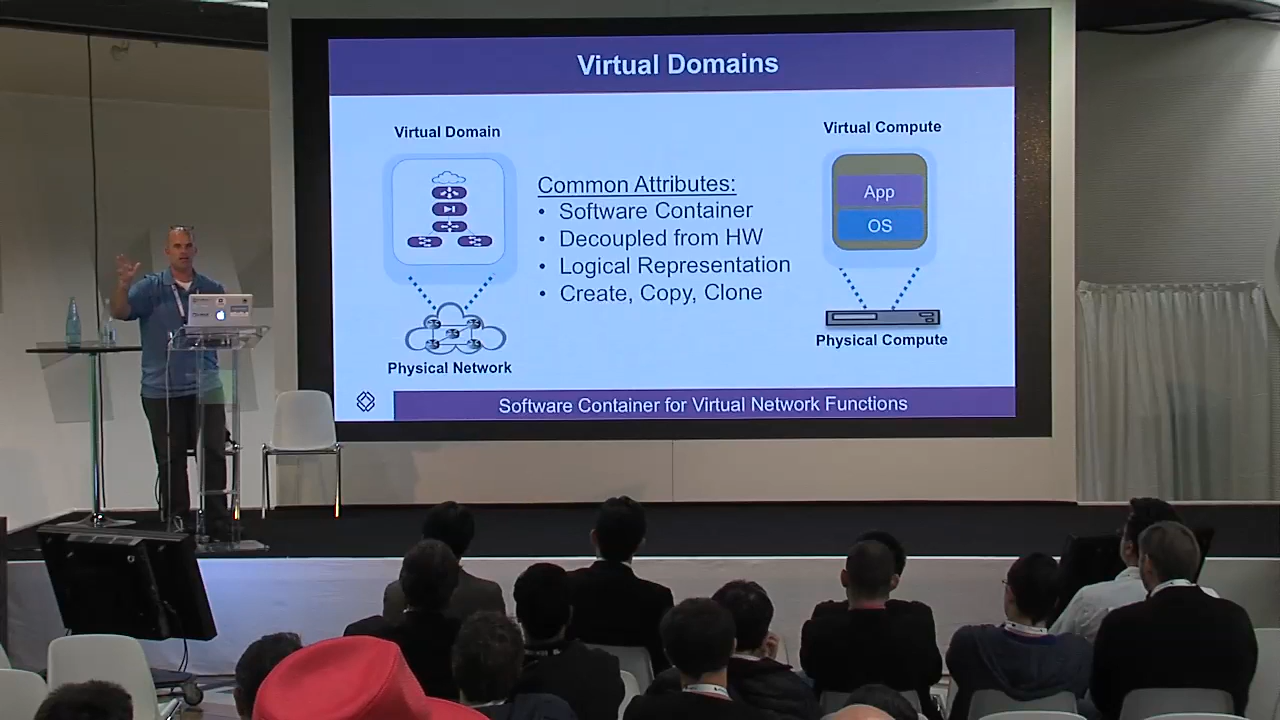 Virtual Domains
Virtual Domain
Common Attributes:
• Software Container
• Decoupled from HW
• Logical Representation
• Create, Copy, Clone
Physical Network
Virtual Compute
App
OS
Physical Compute
Software Container for Virtual Network Functions